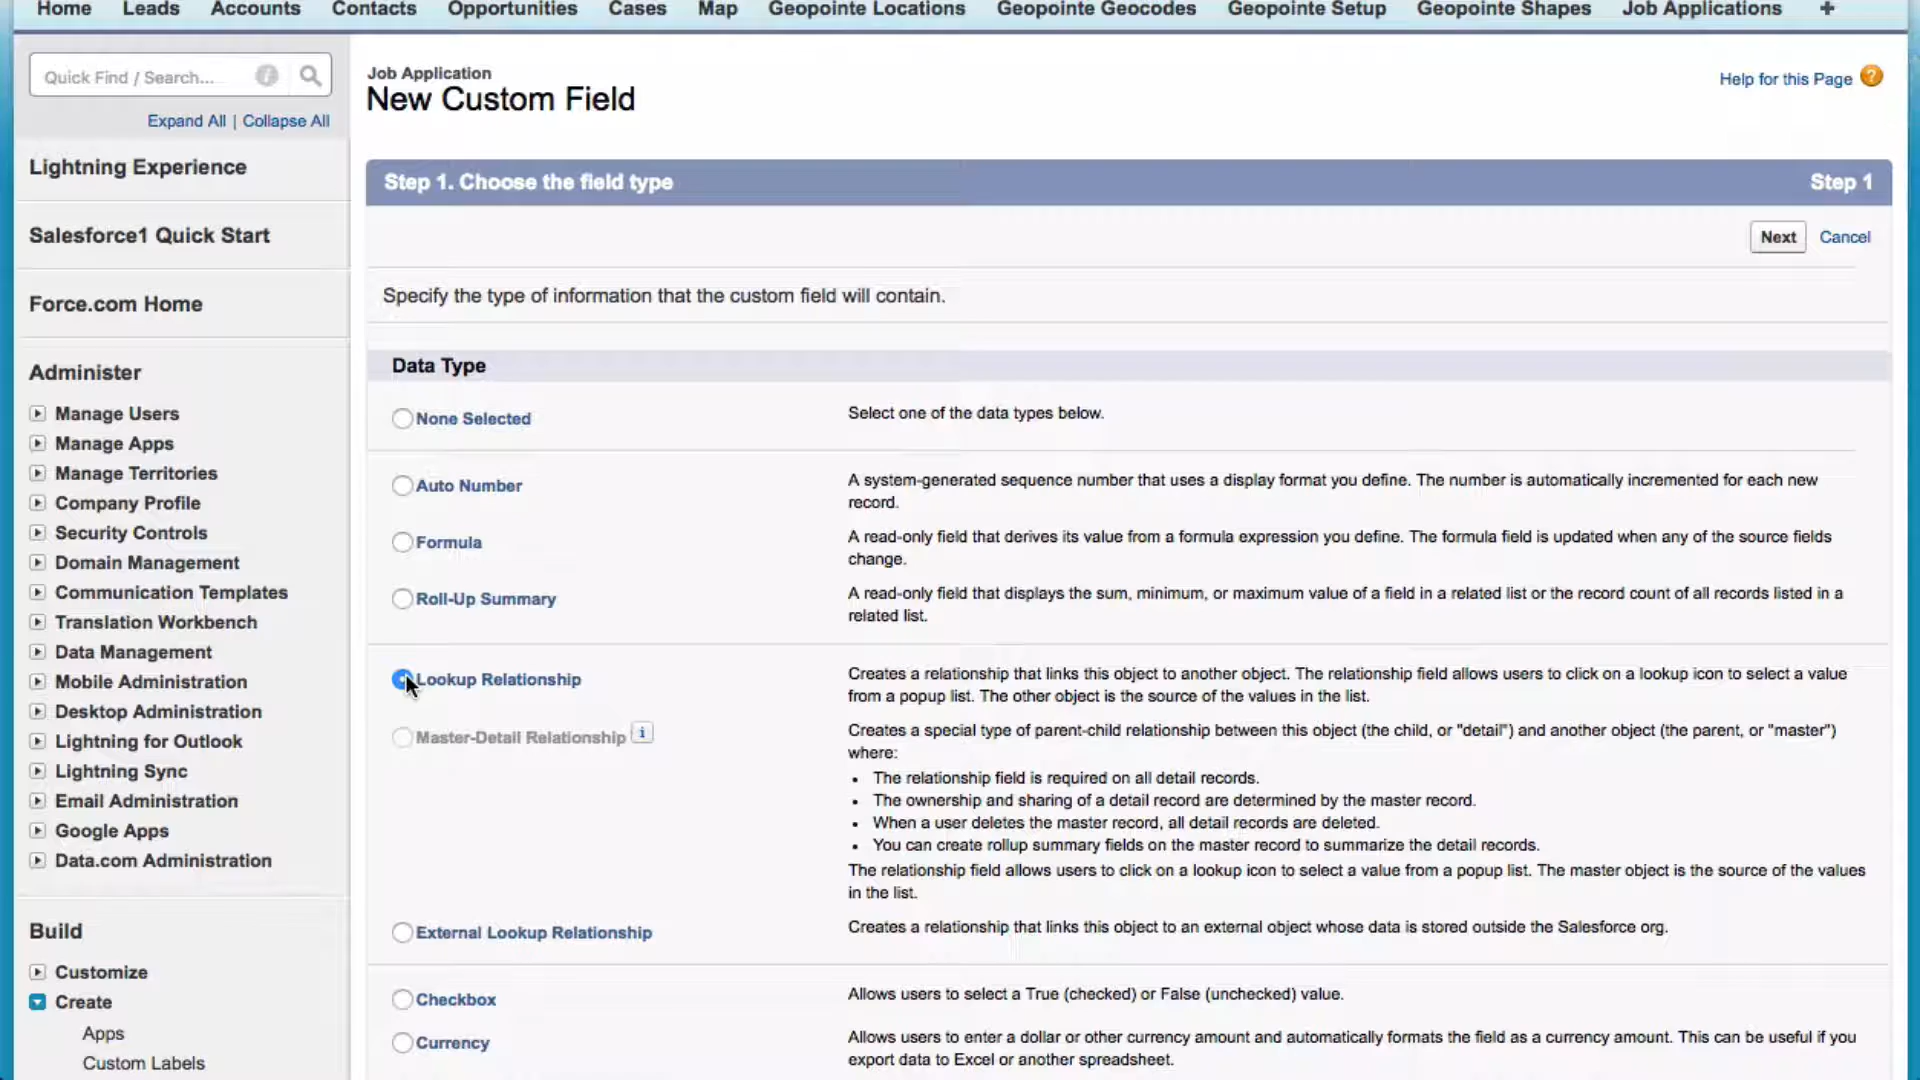 Home Leads Accounts Contacts Opportunities Cases Map Geopointe Locations Geopointe Geocodes Geopointe Setup Geopointe Shapes Job Applications +
Quick Find / Search... i
Expand All | Collapse All
Lightning Experience
Salesforce1 Quick Start
Force.com Home
Administer
Manage Users
Manage Apps
Manage Territories
Company Profile
Security Controls
Domain Management
Communication Templates
Translation Workbench
Data Management
Mobile Administration
Desktop Administration
Lightning for Outlook
Lightning Sync
Email Administration
Google Apps
Data.com Administration
Build
Customize
Create
Apps
Custom Labels
Job Application
New Custom Field
Help for this Page ?
Step 1. Choose the field type Step 1
Next Cancel
Specify the type of information that the custom field will contain.
Data Type
None Selected Select one of the data types below.
Auto Number A system-generated sequence number that uses a display format you define. The number is automatically incremented for each new
record.
Formula A read-only field that derives its value from a formula expression you define. The formula field is updated when any of the source fields
change.
Roll-Up Summary A read-only field that displays the sum, minimum, or maximum value of a field in a related list or the record count of all records listed in a
related list.
Lookup Relationship Creates a relationship that links this object to another object. The relationship field allows users to click on a lookup icon to select a value
from a popup list. The other object is the source of the values in the list.
Master-Detail Relationship i Creates a special type of parent-child relationship between this object (the child, or "detail") and another object (the parent, or "master")
where:
• The relationship field is required on all detail records.
• The ownership and sharing of a detail record are determined by the master record.
• When a user deletes the master record, all detail records are deleted.
• You can create rollup summary fields on the master record to summarize the detail records.
The relationship field allows users to click on a lookup icon to select a value from a popup list. The master object is the source of the values
in the list.
External Lookup Relationship Creates a relationship that links this object to an external object whose data is stored outside the Salesforce org.
Checkbox Allows users to select a True (checked) or False (unchecked) value.
Currency Allows users to enter a dollar or other currency amount and automatically formats the field as a currency amount. This can be useful if you
export data to Excel or another spreadsheet.